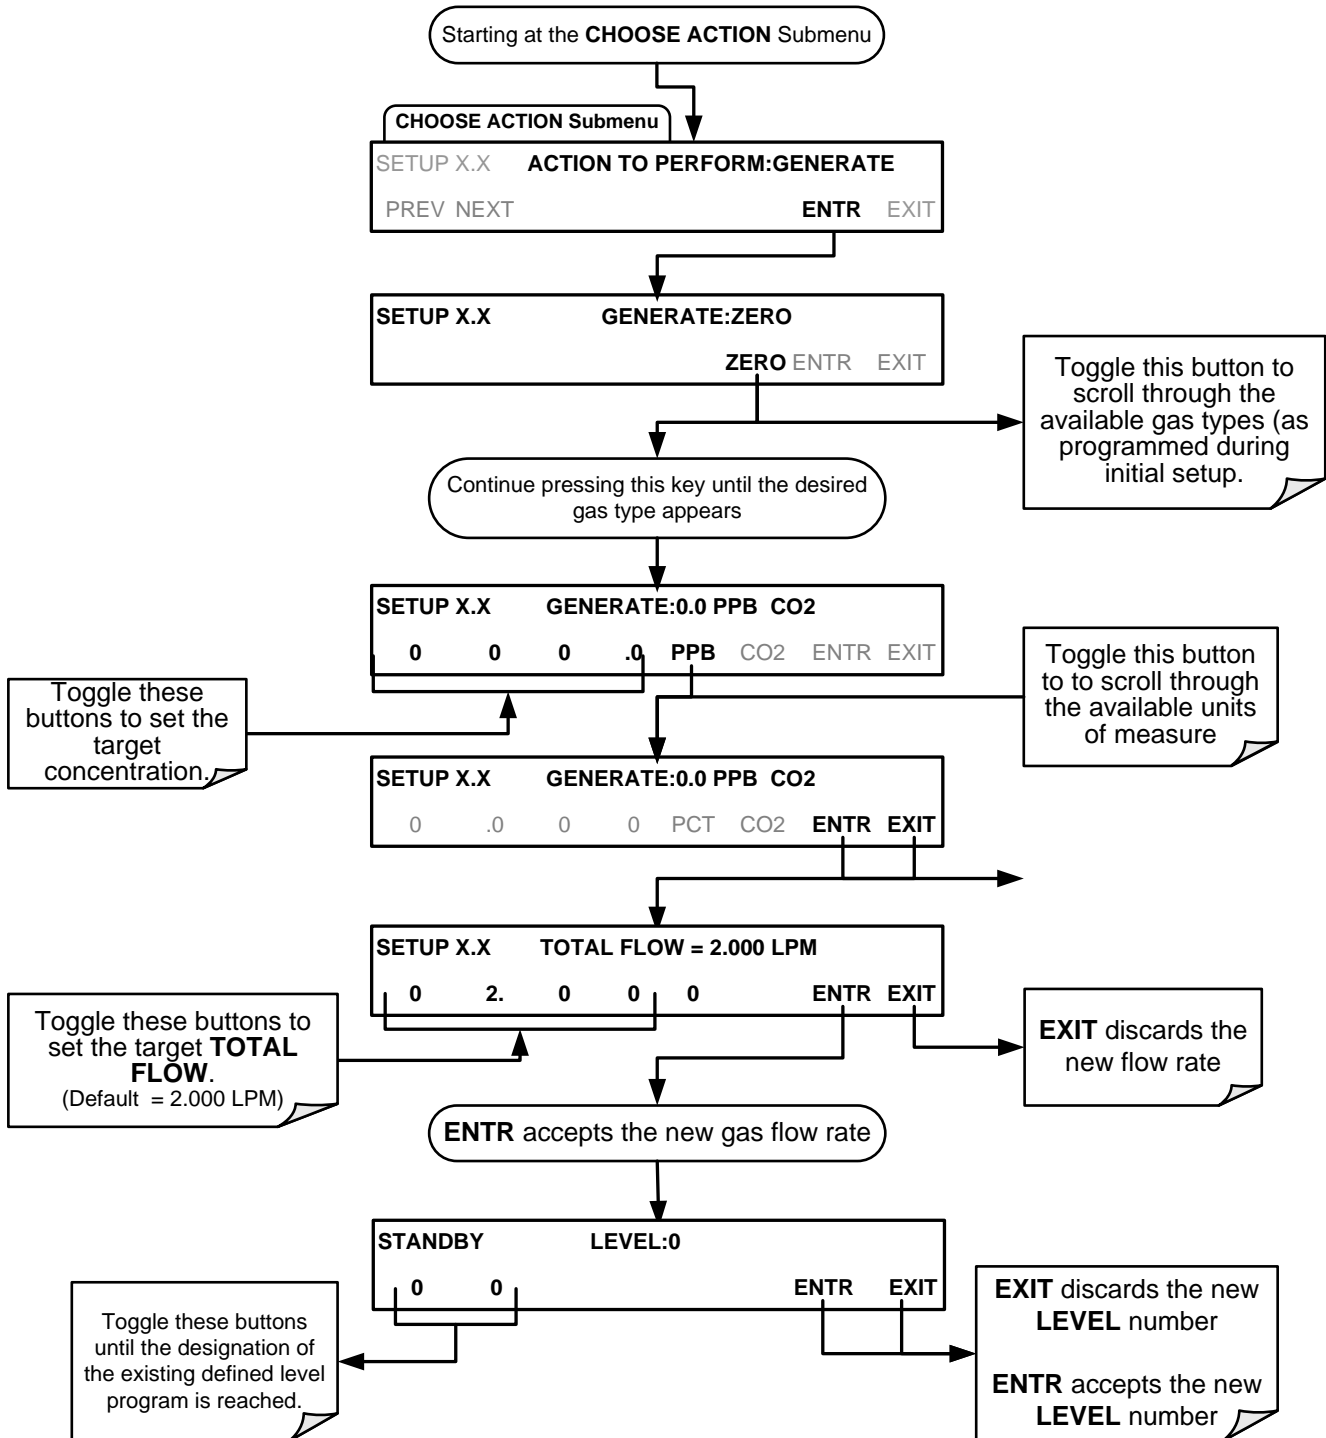 Starting at the CHOOSE ACTION Submenu
CHOOSE ACTION Submenu
SETUP X.X ACTION TO PERFORM:GENERATE
PREV NEXT ENTR EXIT
SETUP X.X GENERATE:ZERO
ZERO ENTR EXIT
Toggle this button to
scroll through the
available gas types (as
programmed during
initial setup.
Continue pressing this key until the desired
gas type appears
SETUP X.X GENERATE:0.0 PPB CO2
0 0 0 .0 PPB CO2 ENTR EXIT
Toggle this button
to to scroll through
the available units
of measure
Toggle these
buttons to set the
target
concentration.
SETUP X.X GENERATE:0.0 PPB CO2
0 .0 0 0 PCT CO2 ENTR EXIT
SETUP X.X TOTAL FLOW = 2.000 LPM
0 2. 0 0 0 ENTR EXIT
Toggle these buttons to
set the target TOTAL
FLOW.
(Default = 2.000 LPM)
EXIT discards the
new flow rate
ENTR accepts the new gas flow rate
STANDBY LEVEL:0
0 0 ENTR EXIT
Toggle these buttons
until the designation of
the existing defined level
program is reached.
EXIT discards the new
LEVEL number
ENTR accepts the new
LEVEL number